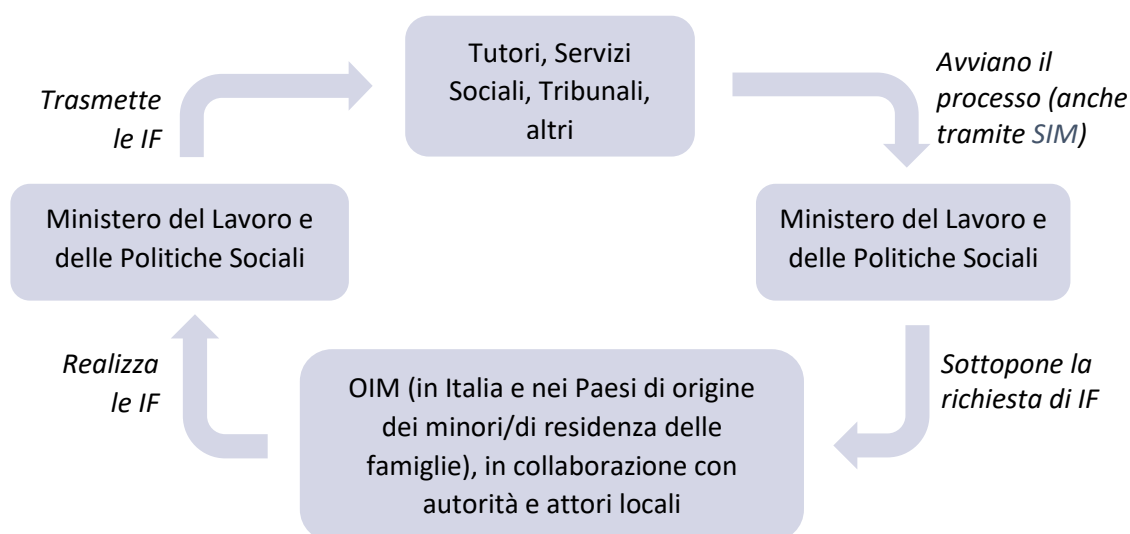 Tutori, Servizi
Sociali, Tribunali,
altri
Avviano il
processo (anche
tramite SIM)
Ministero del Lavoro e
delle Politiche Sociali
Sottopone la
richiesta di IF
OIM (in Italia e nei Paesi di origine
dei minori/di residenza delle
famiglie), in collaborazione con
autorità e attori locali
Realizza
le IF
Ministero del Lavoro e
delle Politiche Sociali
Trasmette
le IF